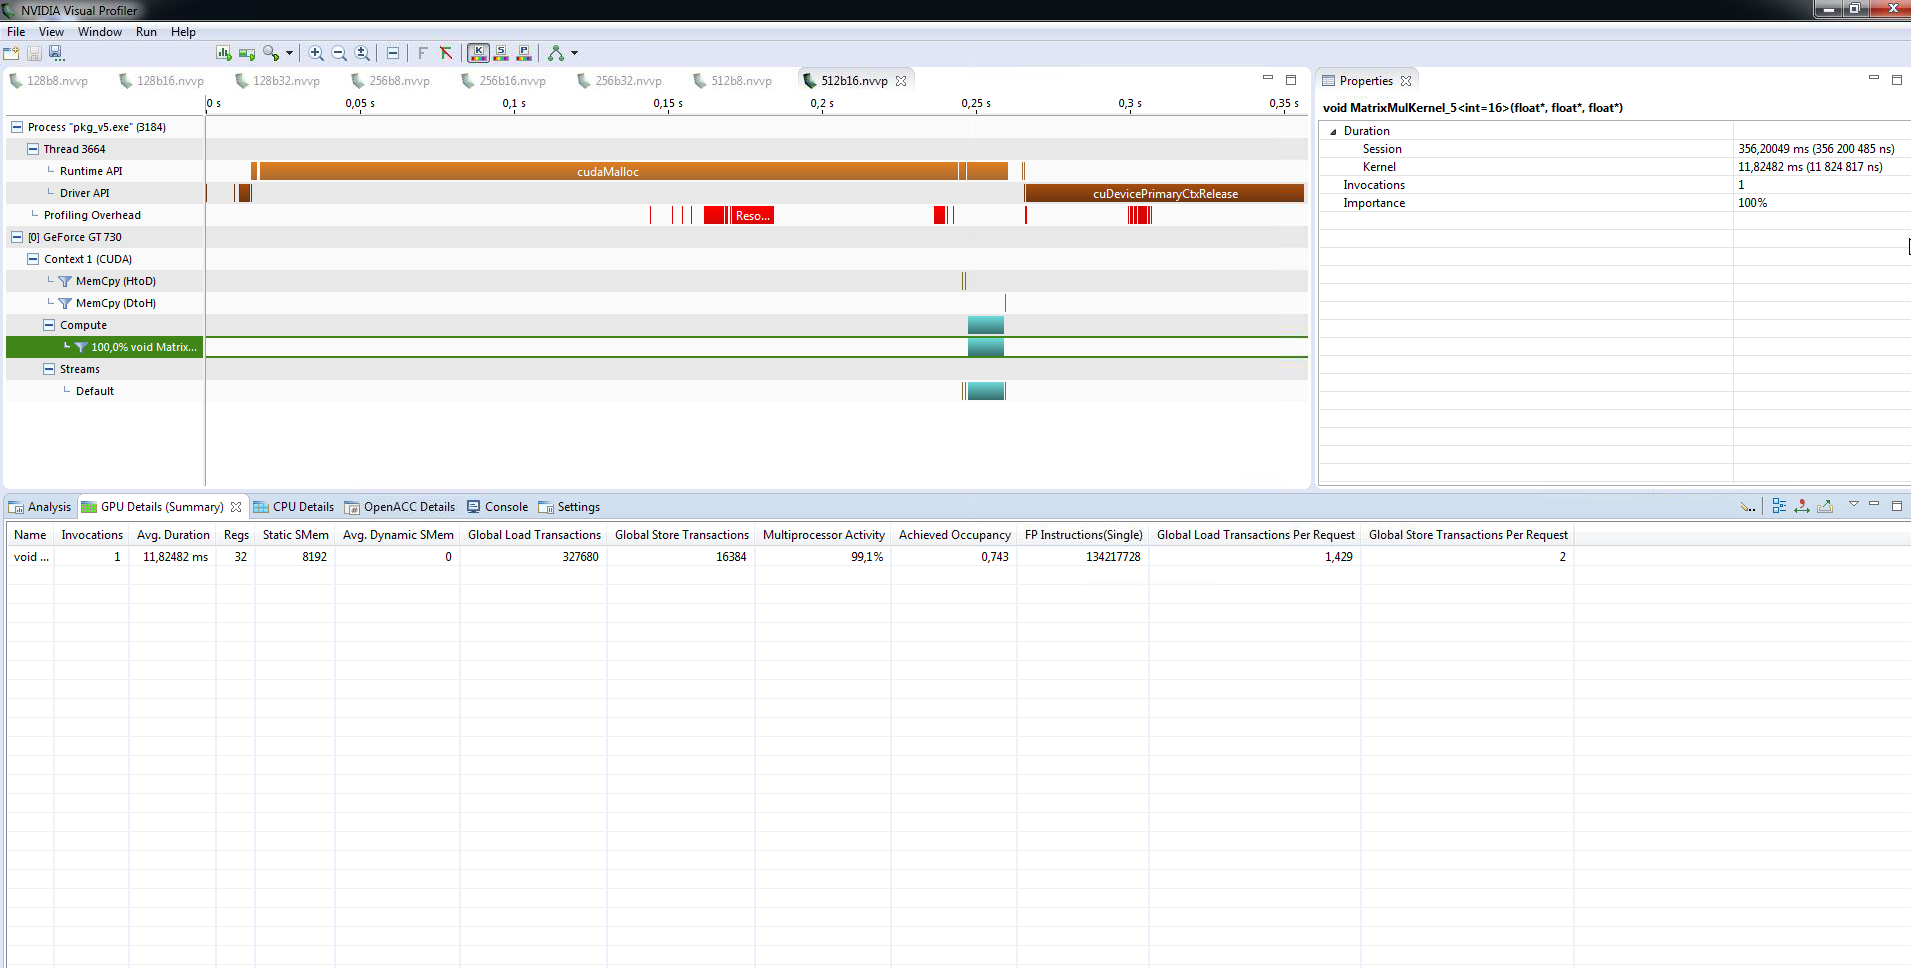 NVIDIA Visual Profiler
File View Window Run Help
128b8.nvvp 128b16.nvvp 128b32.nvvp 256b8.nvvp 256b16.nvvp 256b32.nvvp 512b8.nvvp 512b16.nvvp
0 s 0,05 s 0,1 s 0,15 s 0,2 s 0,25 s 0,3 s 0,35 s
Process "pkg_v5.exe" (3184)
Thread 3664
Runtime API cudaMalloc
Driver API cuDevicePrimaryCtxRelease
Profiling Overhead Reso...
[0] GeForce GT 730
Context 1 (CUDA)
MemCpy (HtoD)
MemCpy (DtoH)
Compute
100,0% void Matrix...
Streams
Default
Properties
void MatrixMulKernel_5<int=16>(float*, float*, float*)
Duration
Session 356,20049 ms (356 200 485 ns)
Kernel 11,82482 ms (11 824 817 ns)
Invocations 1
Importance 100%
Analysis GPU Details (Summary) CPU Details OpenACC Details Console Settings
Name Invocations Avg. Duration Regs Static SMem Avg. Dynamic SMem Global Load Transactions Global Store Transactions Multiprocessor Activity Achieved Occupancy FP Instructions(Single) Global Load Transactions Per Request Global Store Transactions Per Request
void ... 1 11,82482 ms 32 8192 0 327680 16384 99,1% 0,743 134217728 1,429 2